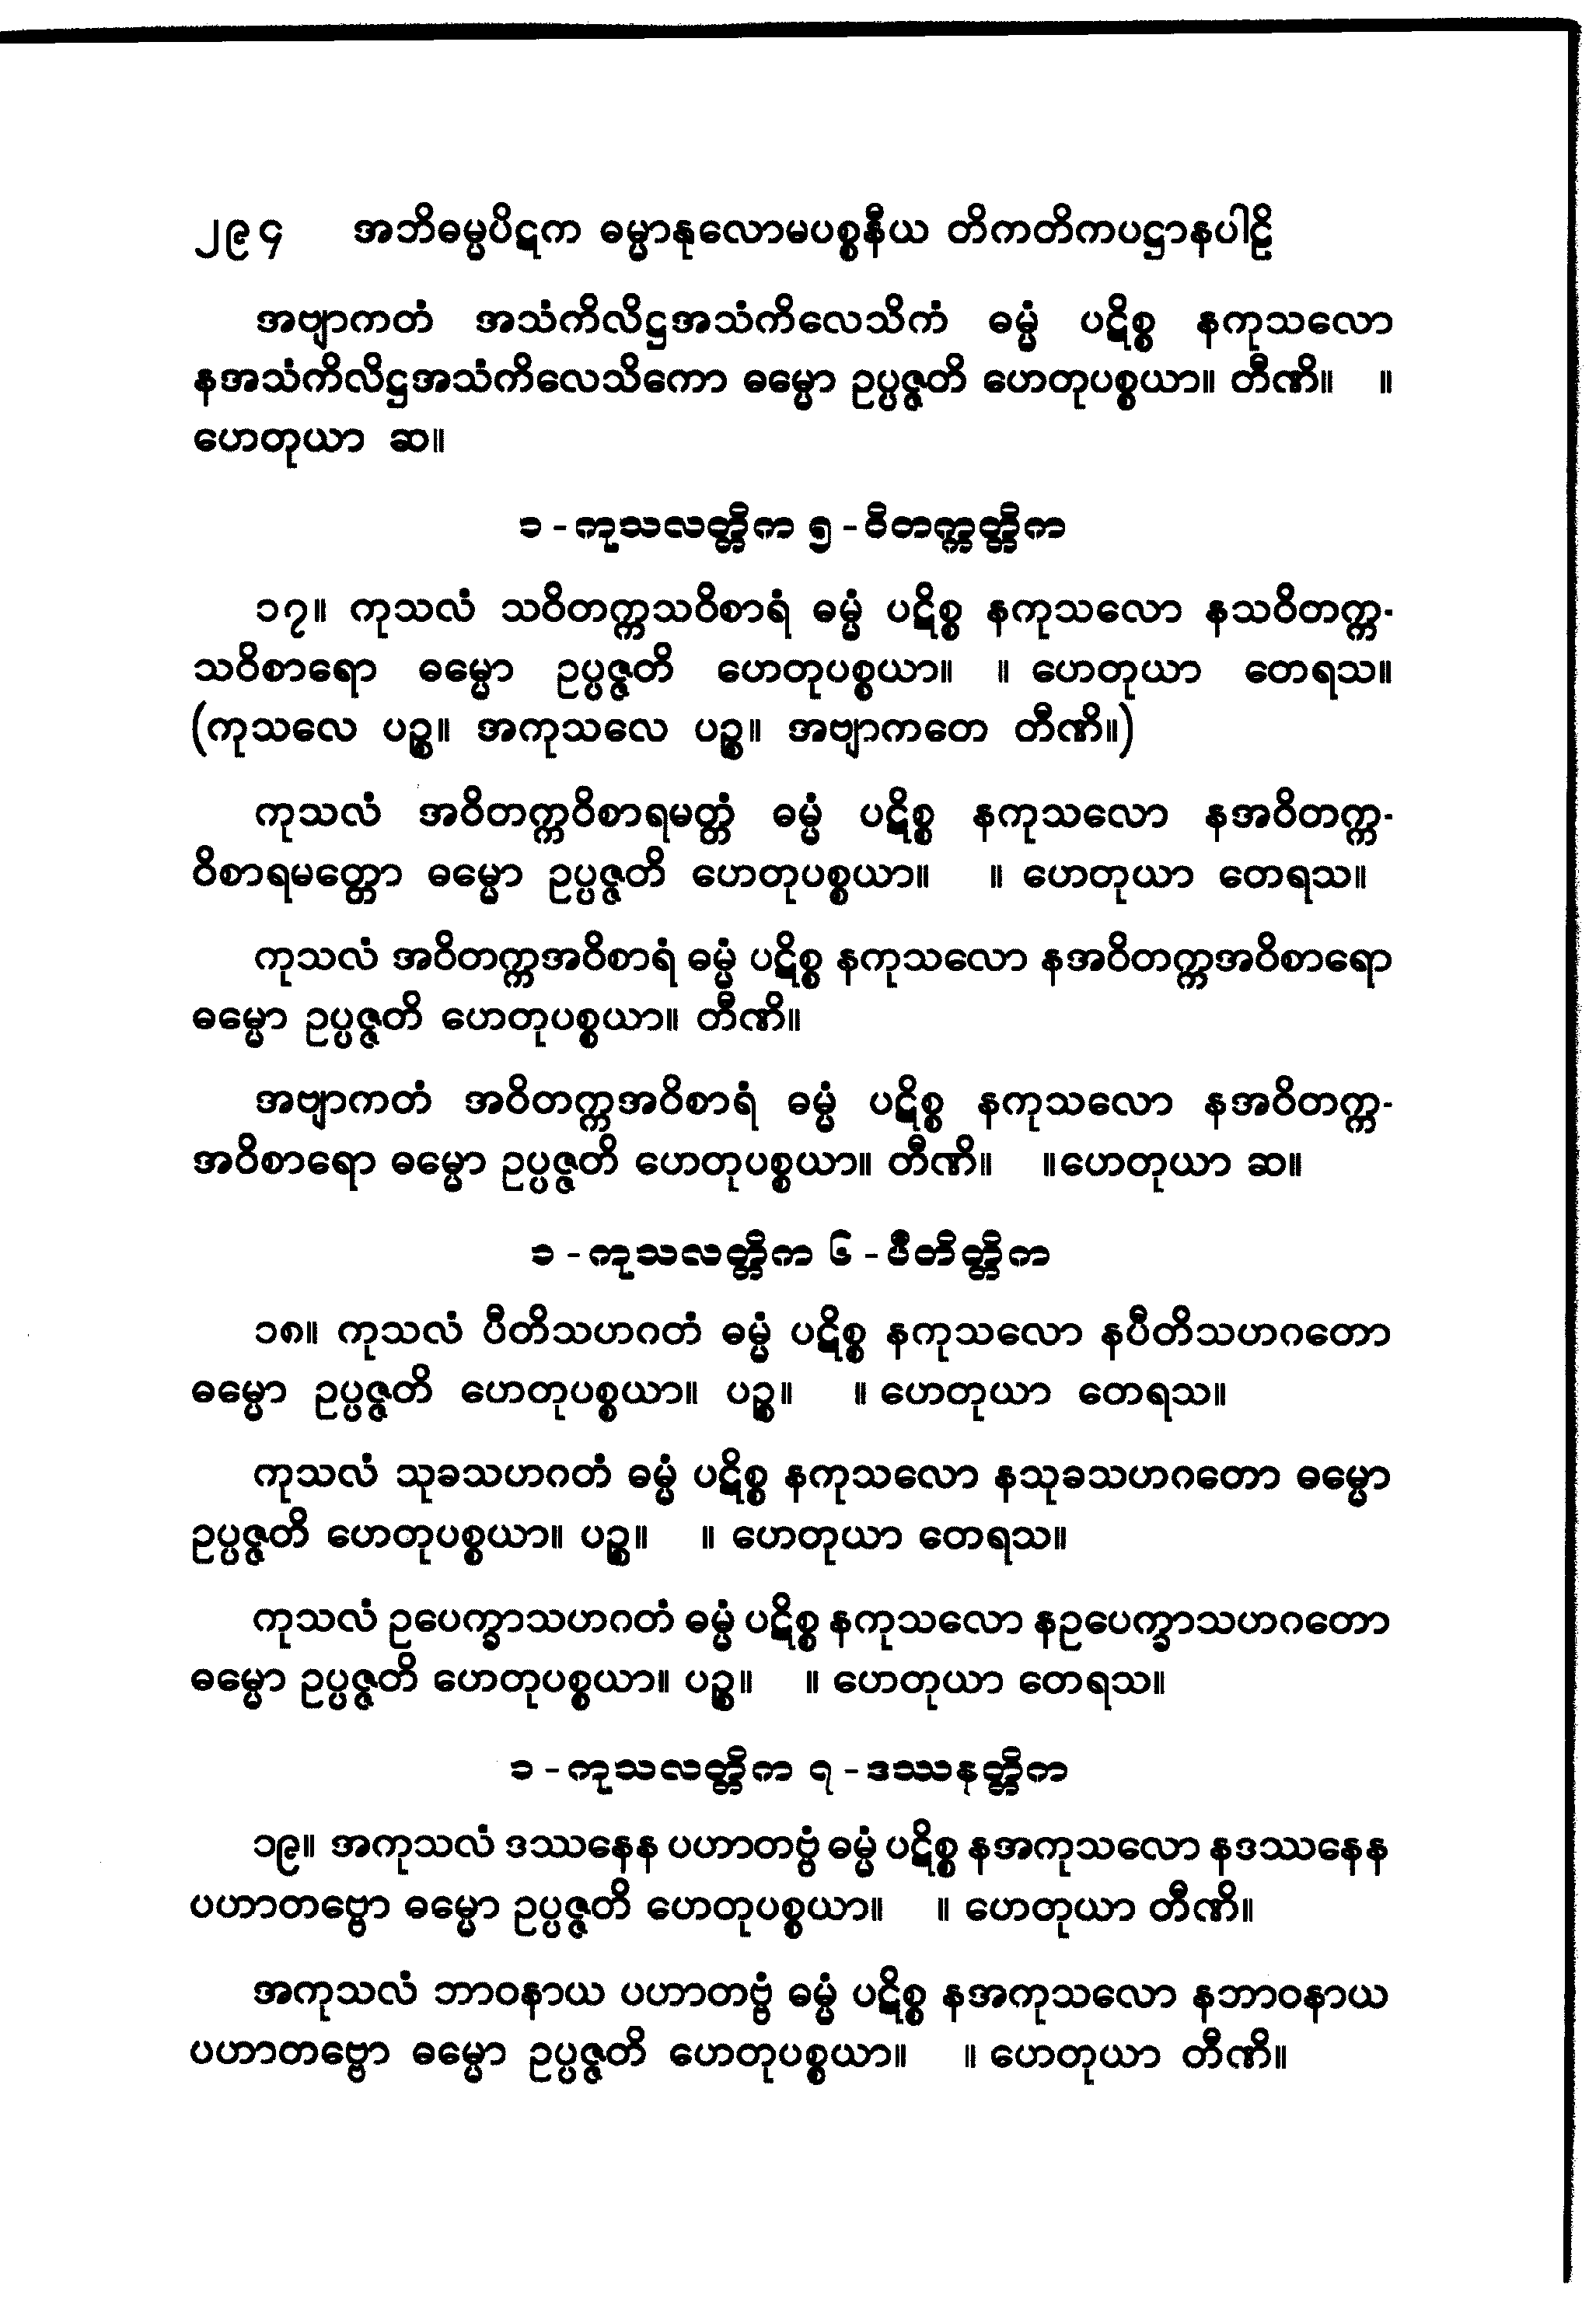 ၂၉၄ အဘိဓမ္မပိဋက ဓမ္မာနုလောမပစ္စနီယ တိကတိကပဋ္ဌာနပါဠိ
အဗျာကတံ အသံကိလိဋ္ဌအသံကိလေသိကံ ဓမ္မံ ပဋိစ္စ နကုသလော
နအသံကိလိဋ္ဌအသံကိလေသိကော ဓမ္မော ဥပ္ပဇ္ဇတိ ဟေတုပစ္စယာ။ တီဏိ။ ။
ဟေတုယာ ဆ။
၁ - ကုသလတ္တိက ၅ - ဝိတက္ကတ္တိက
၁၇။ ကုသလံ သဝိတက္ကသဝိစာရံ ဓမ္မံ ပဋိစ္စ နကုသလော နသဝိတက္က-
သဝိစာရော ဓမ္မော ဥပ္ပဇ္ဇတိ ဟေတုပစ္စယာ။ ။ ဟေတုယာ တေရသ။
(ကုသလေ ပဉ္စ။ အကုသလေ ပဉ္စ။ အဗျာကတေ တီဏိ။)
ကုသလံ အဝိတက္ကဝိစာရမတ္တံ ဓမ္မံ ပဋိစ္စ နကုသလော နအဝိတက္က-
ဝိစာရမတ္တော ဓမ္မော ဥပ္ပဇ္ဇတိ ဟေတုပစ္စယာ။ ။ ဟေတုယာ တေရသ။
ကုသလံ အဝိတက္ကအဝိစာရံ ဓမ္မံ ပဋိစ္စ နကုသလော နအဝိတက္ကအဝိစာရော
ဓမ္မော ဥပ္ပဇ္ဇတိ ဟေတုပစ္စယာ။ တီဏိ။
အဗျာကတံ အဝိတက္ကအဝိစာရံ ဓမ္မံ ပဋိစ္စ နကုသလော နအဝိတက္က-
အဝိစာရော ဓမ္မော ဥပ္ပဇ္ဇတိ ဟေတုပစ္စယာ။ တီဏိ။ ။ဟေတုယာ ဆ။
၁ - ကုသလတ္တိက ၆ - ပီတိတ္တိက
၁၈။ ကုသလံ ပီတိသဟဂတံ ဓမ္မံ ပဋိစ္စ နကုသလော နပီတိသဟဂတော
ဓမ္မော ဥပ္ပဇ္ဇတိ ဟေတုပစ္စယာ။ ပဉ္စ။ ။ ဟေတုယာ တေရသ။
ကုသလံ သုခသဟဂတံ ဓမ္မံ ပဋိစ္စ နကုသလော နသုခသဟဂတော ဓမ္မော
ဥပ္ပဇ္ဇတိ ဟေတုပစ္စယာ။ ပဉ္စ။ ။ ဟေတုယာ တေရသ။
ကုသလံ ဥပေက္ခာသဟဂတံ ဓမ္မံ ပဋိစ္စ နကုသလော နဥပေက္ခာသဟဂတော
ဓမ္မော ဥပ္ပဇ္ဇတိ ဟေတုပစ္စယာ။ ပဉ္စ။ ။ ဟေတုယာ တေရသ။
၁ - ကုသလတ္တိက ၇ - ဒဿနတ္တိက
၁၉။ အကုသလံ ဒဿနေန ပဟာတဗ္ဗံ ဓမ္မံ ပဋိစ္စ နအကုသလော နဒဿနေန
ပဟာတဗ္ဗော ဓမ္မော ဥပ္ပဇ္ဇတိ ဟေတုပစ္စယာ။ ။ ဟေတုယာ တီဏိ။
အကုသလံ ဘာဝနာယ ပဟာတဗ္ဗံ ဓမ္မံ ပဋိစ္စ နအကုသလော နဘာဝနာယ
ပဟာတဗ္ဗော ဓမ္မော ဥပ္ပဇ္ဇတိ ဟေတုပစ္စယာ။ ။ ဟေတုယာ တီဏိ။